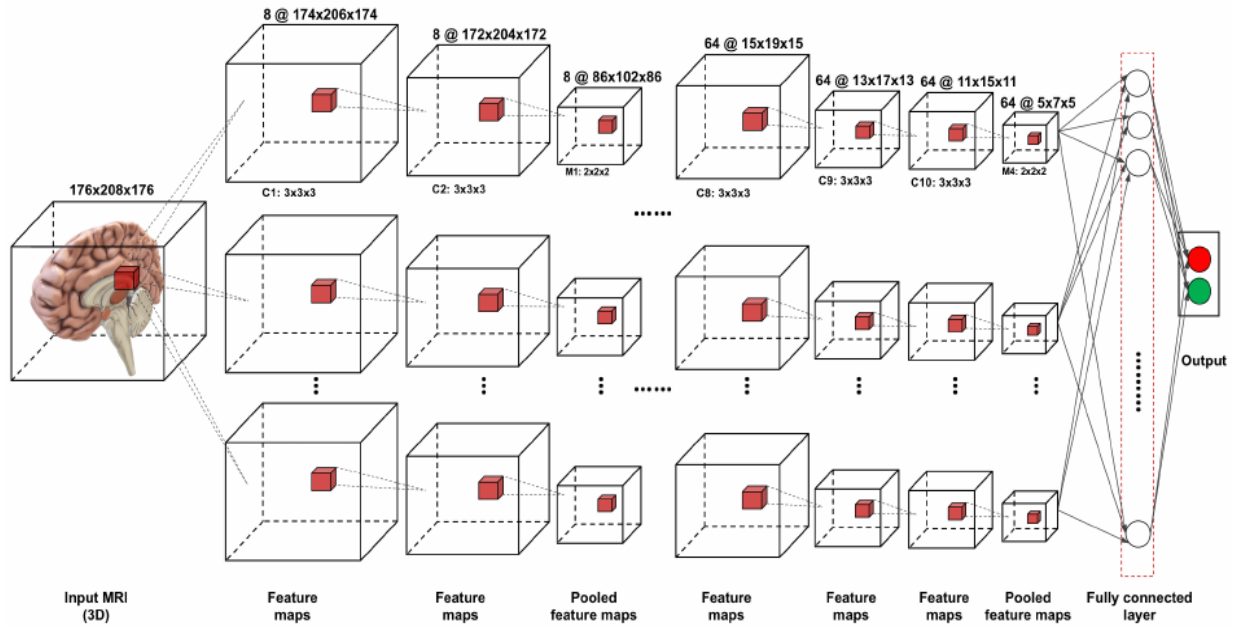 8 @ 174x206x174
8 @ 172x204x172
8 @ 86x102x86
64 @ 15x19x15
64 @ 13x17x13
64 @ 11x15x11
64 @ 5x7x5
176x208x176
C1: 3x3x3
C2: 3x3x3
M1: 2x2x2
C8: 3x3x3
C9: 3x3x3
C10: 3x3x3
M4: 2x2x2
Output
Input MRI
(3D)
Feature
maps
Feature
maps
Pooled
feature maps
Feature
maps
Feature
maps
Feature
maps
Pooled
feature maps
Fully connected
layer